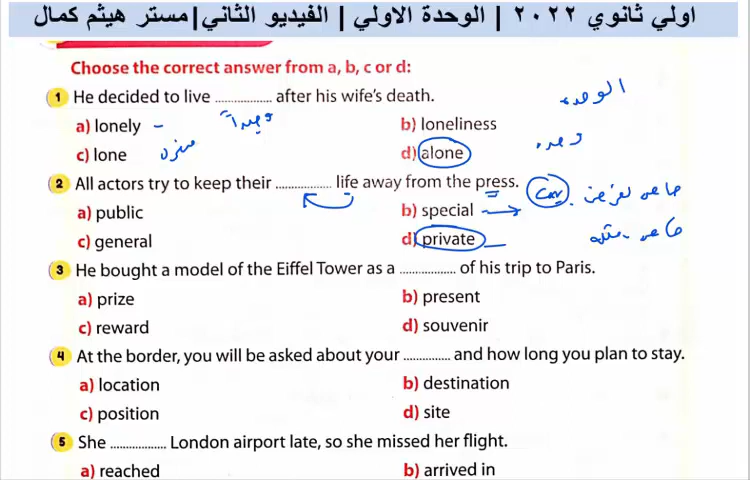 اولي ثانوي ٢٠٢٢ | الوحدة الاولي | الفيديو الثاني|مستر هيثم كمال
Choose the correct answer from a, b, c or d:
1 He decided to live ................ after his wife's death.
الوحده
a) lonely – وحيداً
b) loneliness
c) lone منعزل
d) alone وحده
2 All actors try to keep their ................ life away from the press.
a) public
b) special
c) general
d) private
3 He bought a model of the Eiffel Tower as a ................ of his trip to Paris.
a) prize
b) present
c) reward
d) souvenir
4 At the border, you will be asked about your ............. and how long you plan to stay.
a) location
b) destination
c) position
d) site
5 She ................ London airport late, so she missed her flight.
a) reached
b) arrived in